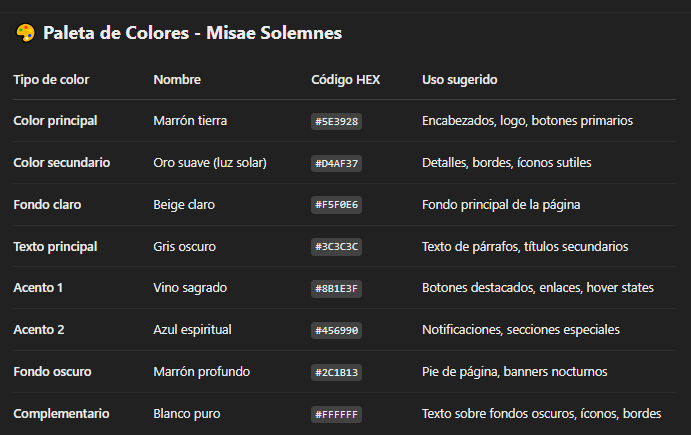 🎨 Paleta de Colores - Misae Solemnes
Tipo de color Nombre Código HEX Uso sugerido
Color principal Marrón tierra #5E3928 Encabezados, logo, botones primarios
Color secundario Oro suave (luz solar) #D4AF37 Detalles, bordes, íconos sutiles
Fondo claro Beige claro #F5F0E6 Fondo principal de la página
Texto principal Gris oscuro #3C3C3C Texto de párrafos, títulos secundarios
Acento 1 Vino sagrado #8B1E3F Botones destacados, enlaces, hover states
Acento 2 Azul espiritual #456990 Notificaciones, secciones especiales
Fondo oscuro Marrón profundo #2C1B13 Pie de página, banners nocturnos
Complementario Blanco puro #FFFFFF Texto sobre fondos oscuros, íconos, bordes